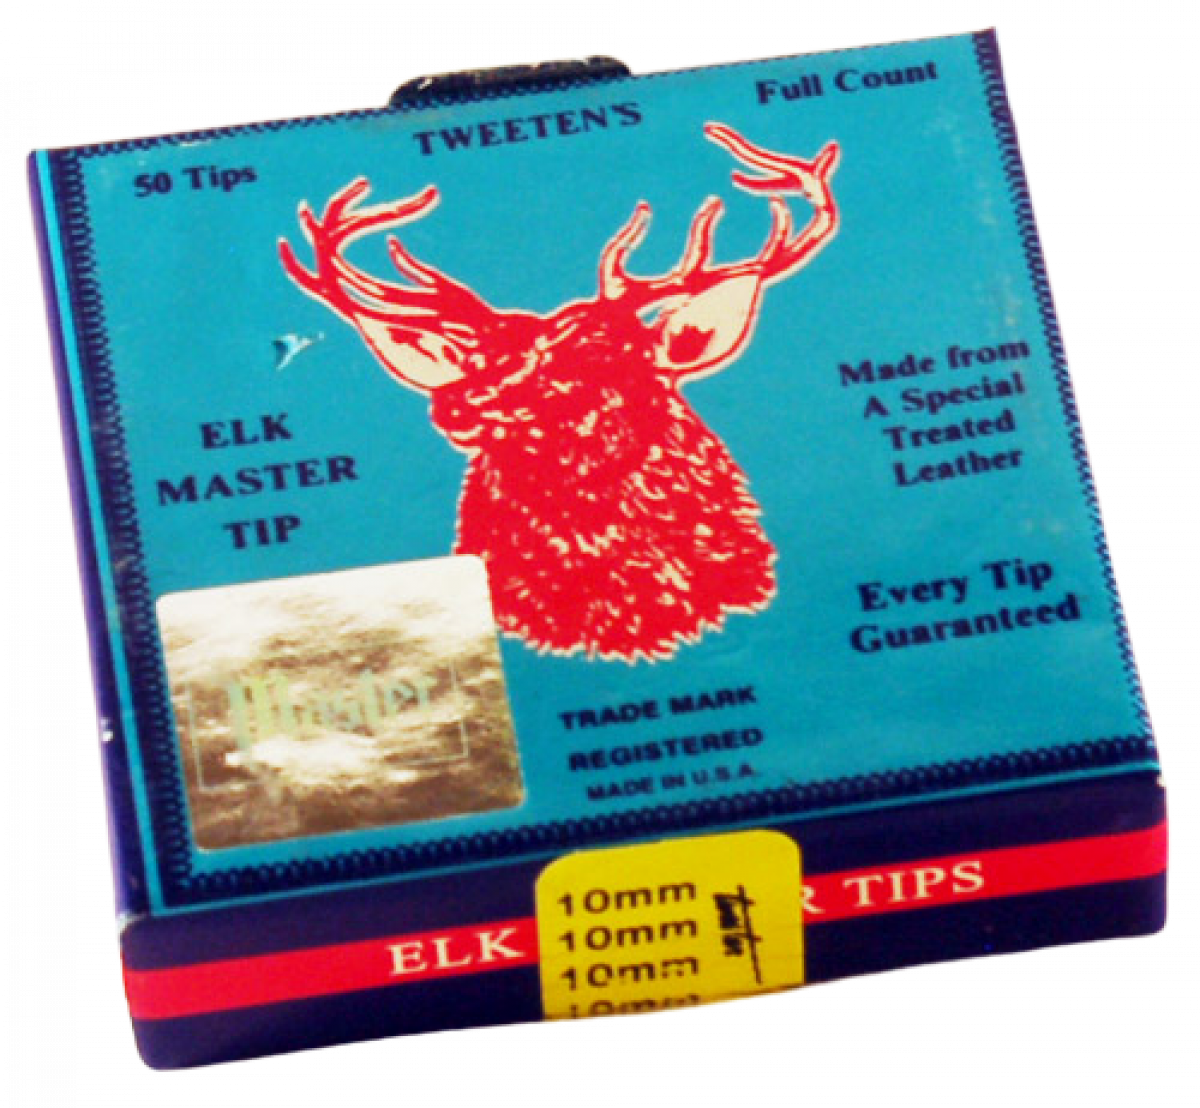 TWEETEN'S
Full Count
50 Tips
ELK
MASTER
TIP
Made from
A Special
Treated
Leather
Every Tip
Guaranteed
Master
TRADE MARK
REGISTERED
MADE IN U.S.A.
ELK
R TIPS
10mm
10mm
10mm
10mm